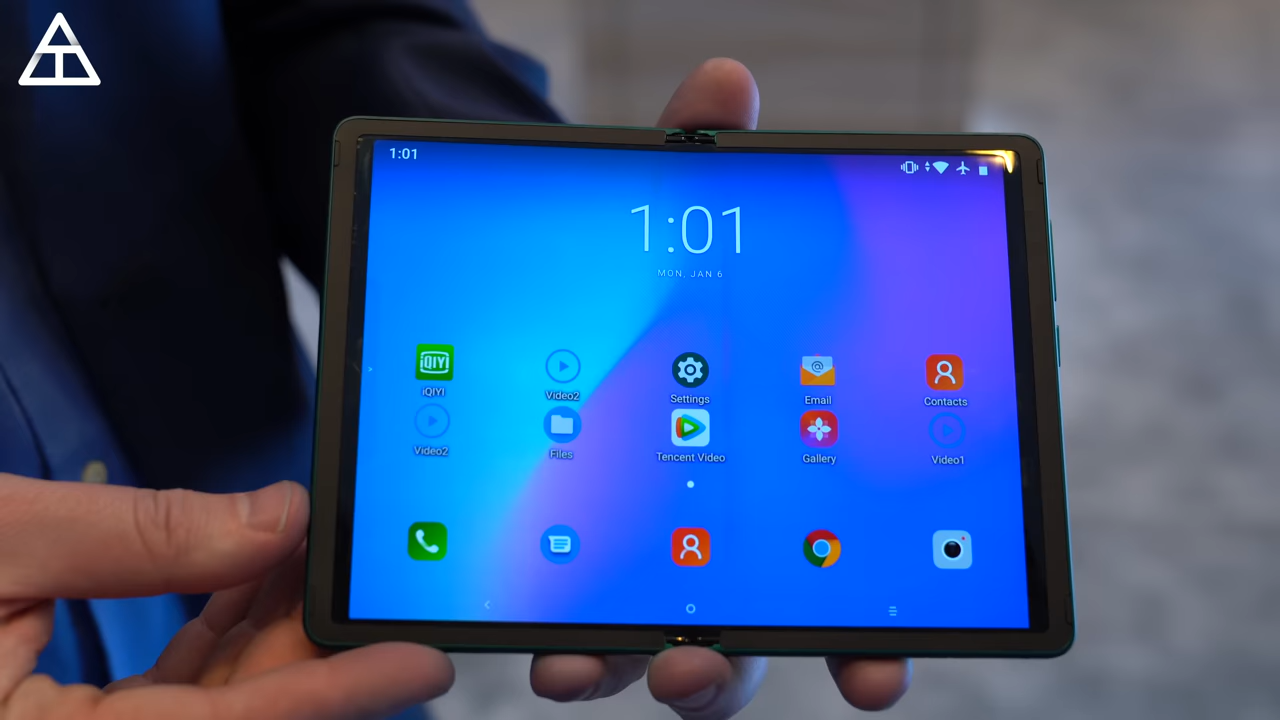 1:01
1:01
MON, JAN 6
iQIYI
iQIYI
Video2
Settings
Email
Contacts
Video2
Files
Tencent Video
Gallery
Video1